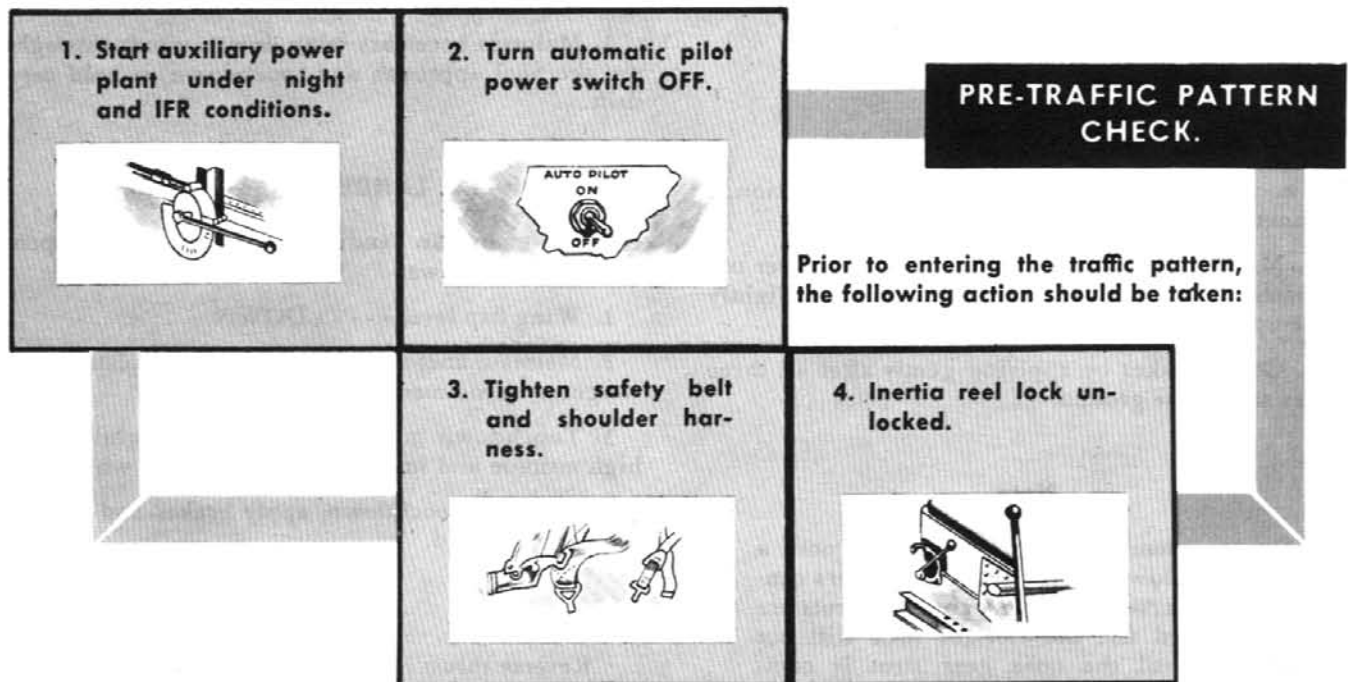 1. Start auxiliary power
plant under night
and IFR conditions.
2. Turn automatic pilot
power switch OFF.
AUTO PILOT
ON
OFF
PRE-TRAFFIC PATTERN
CHECK.
Prior to entering the traffic pattern,
the following action should be taken:
3. Tighten safety belt
and shoulder har-
ness.
4. Inertia reel lock un-
locked.